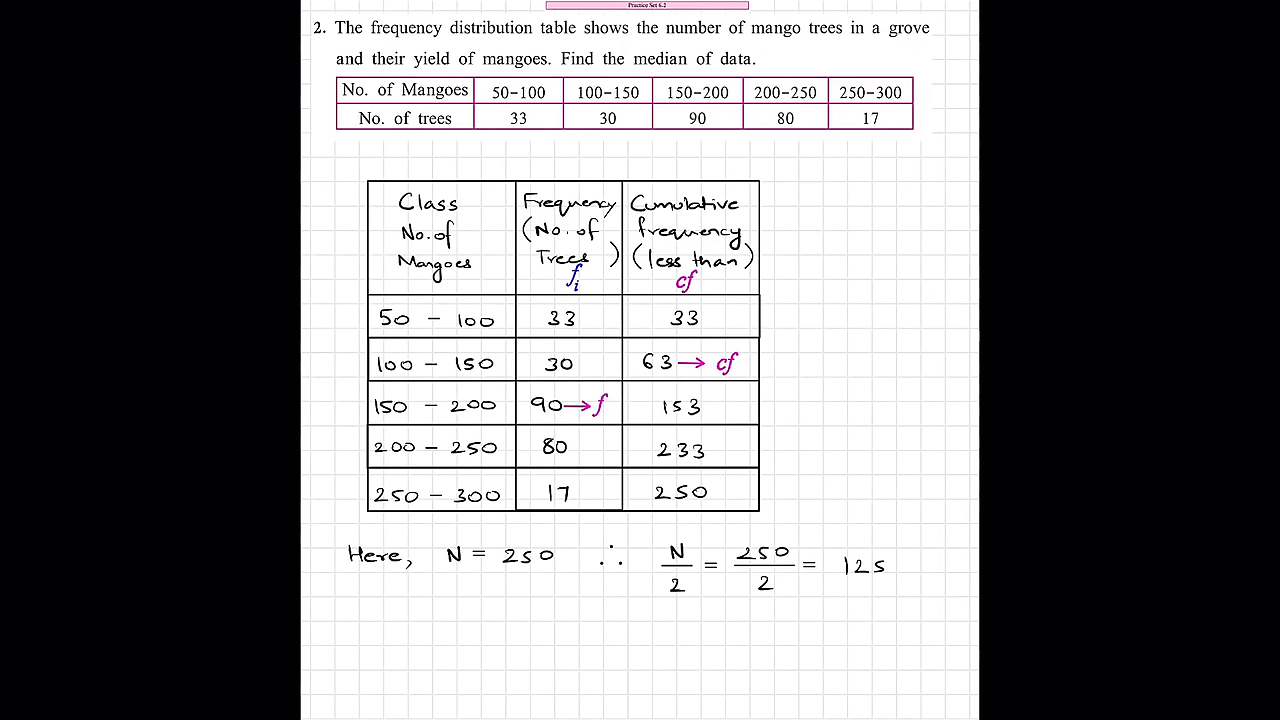 Practice Set 6.2
2. The frequency distribution table shows the number of mango trees in a grove
and their yield of mangoes. Find the median of data.
No. of Mangoes 50-100 100-150 150-200 200-250 250-300
No. of trees 33 30 90 80 17
Class No. of Mangoes
Frequency (No. of Trees) fi
Cumulative frequency (less than) cf
50 - 100 33 33
100 - 150 30 63 → cf
150 - 200 90 → f 153
200 - 250 80 233
250 - 300 17 250
Here, N = 250 ∴ N/2 = 250/2 = 125